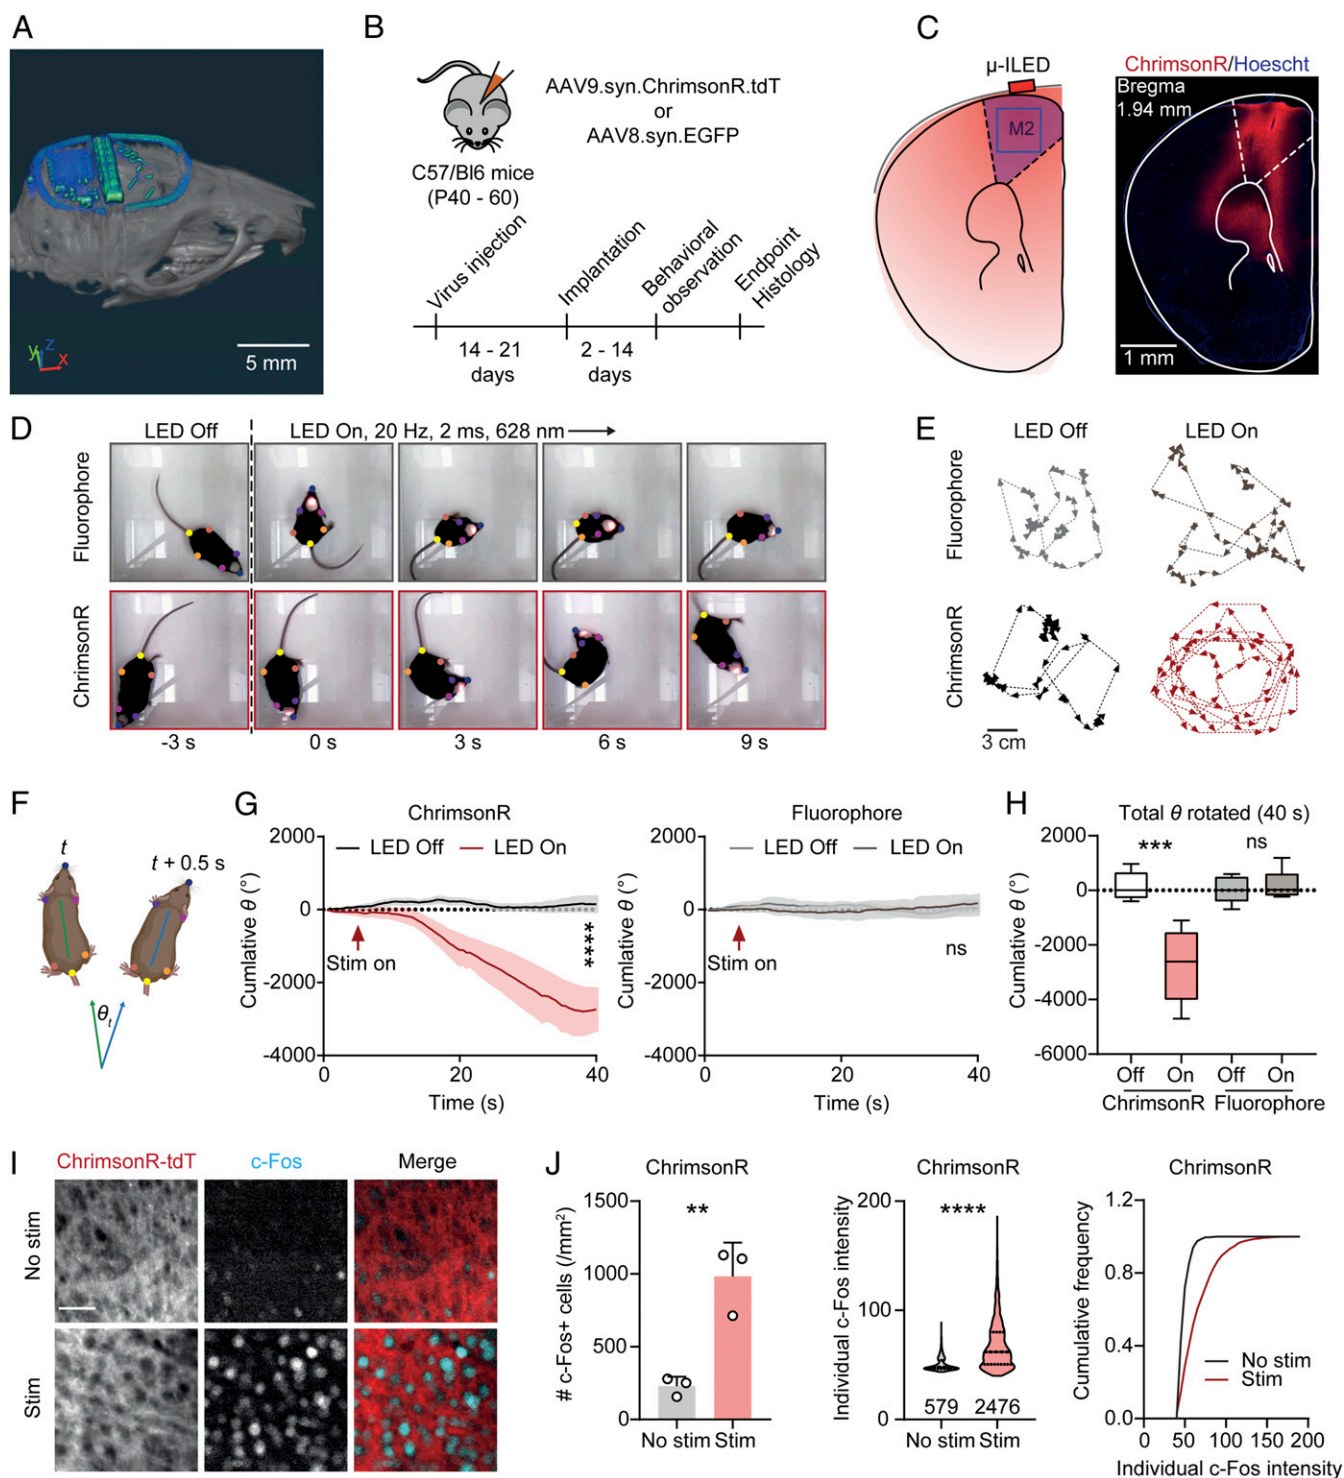 A
5 mm
y z x
B
AAV9.syn.ChrimsonR.tdT
or
AAV8.syn.EGFP
C57/Bl6 mice
(P40 - 60)
Virus injection
Implantation
Behavioral
observation
Endpoint
Histology
14 - 21
days
2 - 14
days
C
µ-ILED
M2
ChrimsonR/Hoescht
Bregma
1.94 mm
1 mm
D
LED Off
LED On, 20 Hz, 2 ms, 628 nm
Fluorophore
ChrimsonR
-3 s
0 s
3 s
6 s
9 s
E
LED Off
LED On
Fluorophore
ChrimsonR
3 cm
F
t
t + 0.5 s
θt
G
ChrimsonR
Cumlative θ (°)
2000
0
-2000
-4000
LED Off
LED On
Stim on
****
0
20
40
Time (s)
Fluorophore
Cumlative θ (°)
2000
0
-2000
-4000
LED Off
LED On
Stim on
ns
0
20
40
Time (s)
H
Total θ rotated (40 s)
Cumlative θ (°)
2000
0
-2000
-4000
-6000
***
ns
Off
On
Off
On
ChrimsonR
Fluorophore
I
ChrimsonR-tdT
c-Fos
Merge
No stim
Stim
J
ChrimsonR
# c-Fos+ cells (/mm²)
1500
1000
500
0
**
No stim
Stim
ChrimsonR
Individual c-Fos intensity
200
100
0
****
579
2476
No stim
Stim
ChrimsonR
Cumulative frequency
1.2
0.8
0.4
0
No stim
Stim
0
50
100
150
200
Individual c-Fos intensity